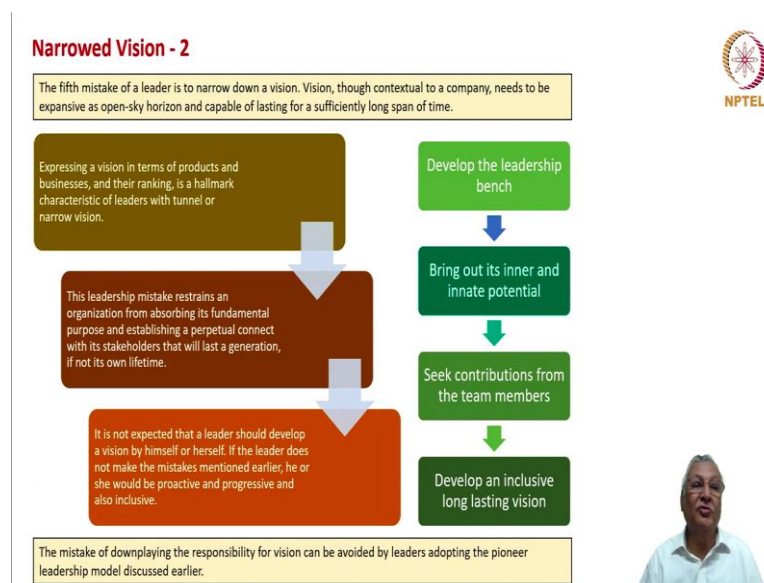 Narrowed Vision - 2
NPTEL
The fifth mistake of a leader is to narrow down a vision. Vision, though contextual to a company, needs to be
expansive as open-sky horizon and capable of lasting for a sufficiently long span of time.
Expressing a vision in terms of products and
businesses, and their ranking, is a hallmark
characteristic of leaders with tunnel or
narrow vision.
This leadership mistake restrains an
organization from absorbing its fundamental
purpose and establishing a perpetual connect
with its stakeholders that will last a generation,
if not its own lifetime.
It is not expected that a leader should develop
a vision by himself or herself. If the leader does
not make the mistakes mentioned earlier, he or
she would be proactive and progressive and
also inclusive.
Develop the leadership
bench
Bring out its inner and
innate potential
Seek contributions from
the team members
Develop an inclusive
long lasting vision
The mistake of downplaying the responsibility for vision can be avoided by leaders adopting the pioneer
leadership model discussed earlier.